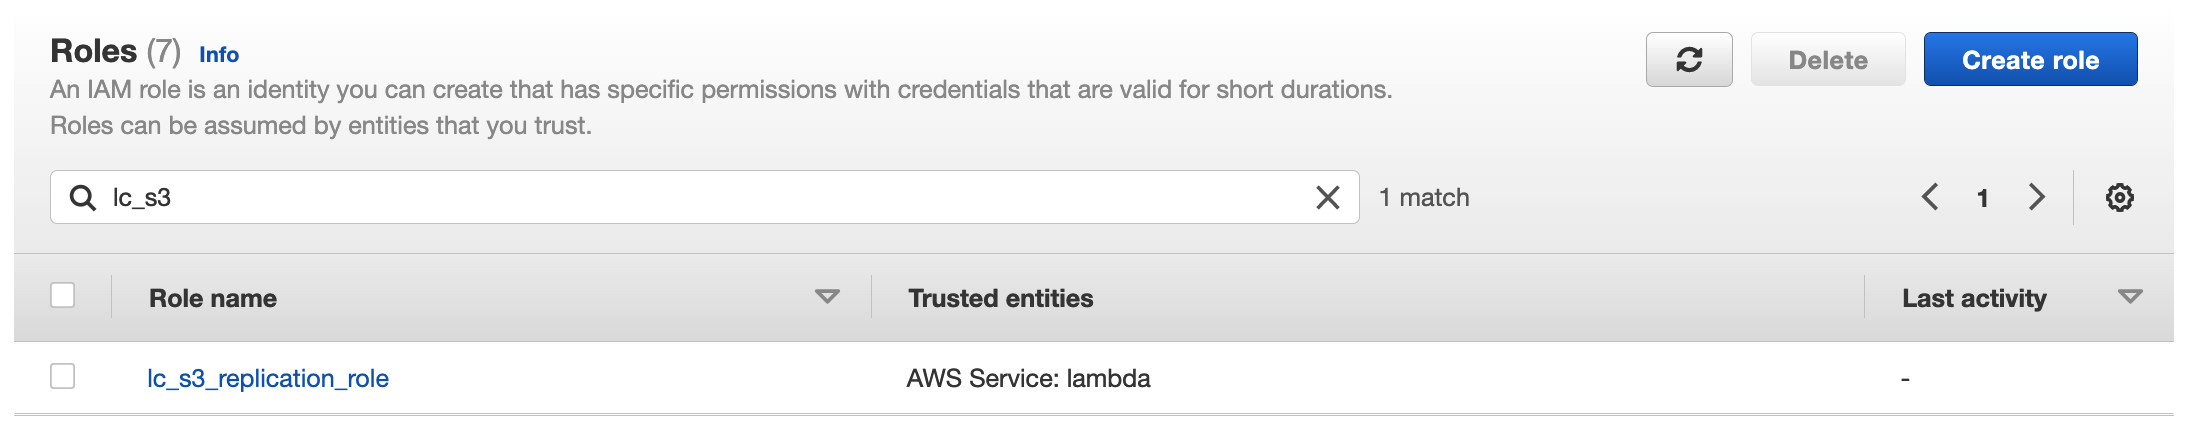 Roles (7) Info
An IAM role is an identity you can create that has specific permissions with credentials that are valid for short durations.
Roles can be assumed by entities that you trust.
Delete
Create role
lc_s3
1 match
1
Role name
Trusted entities
Last activity
lc_s3_replication_role
AWS Service: lambda
-